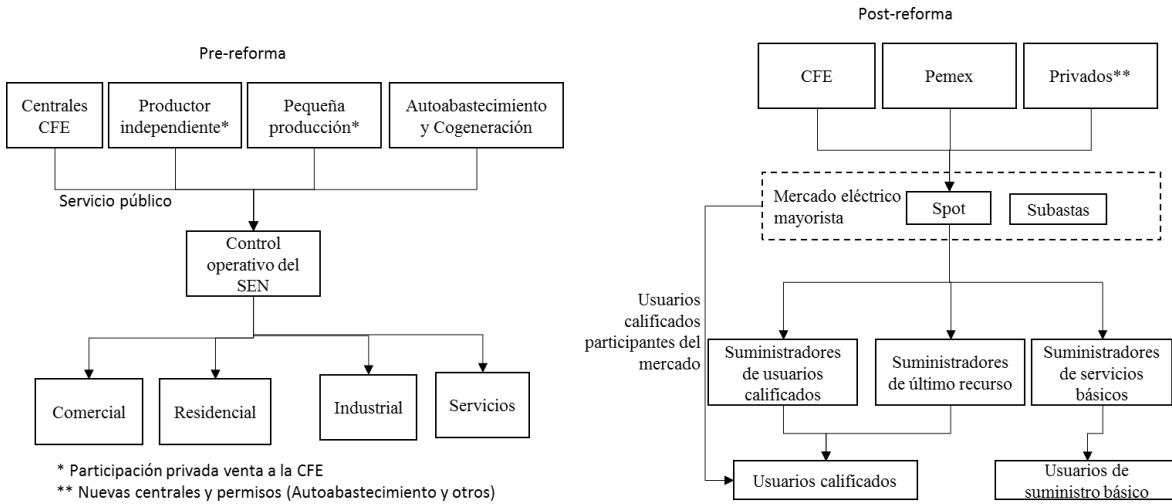 Pre-reforma
Centrales
CFE
Productor
independiente*
Pequeña
producción*
Autoabastecimiento
y Cogeneración
Servicio público
Control
operativo del
SEN
Comercial
Residencial
Industrial
Servicios
* Participación privada venta a la CFE
** Nuevas centrales y permisos (Autoabastecimiento y otros)
Post-reforma
CFE
Pemex
Privados**
Mercado eléctrico
mayorista
Spot
Subastas
Usuarios
calificados
participantes del
mercado
Suministradores
de usuarios
calificados
Suministradores
de último recurso
Suministradores
de servicios
básicos
Usuarios calificados
Usuarios de
suministro básico